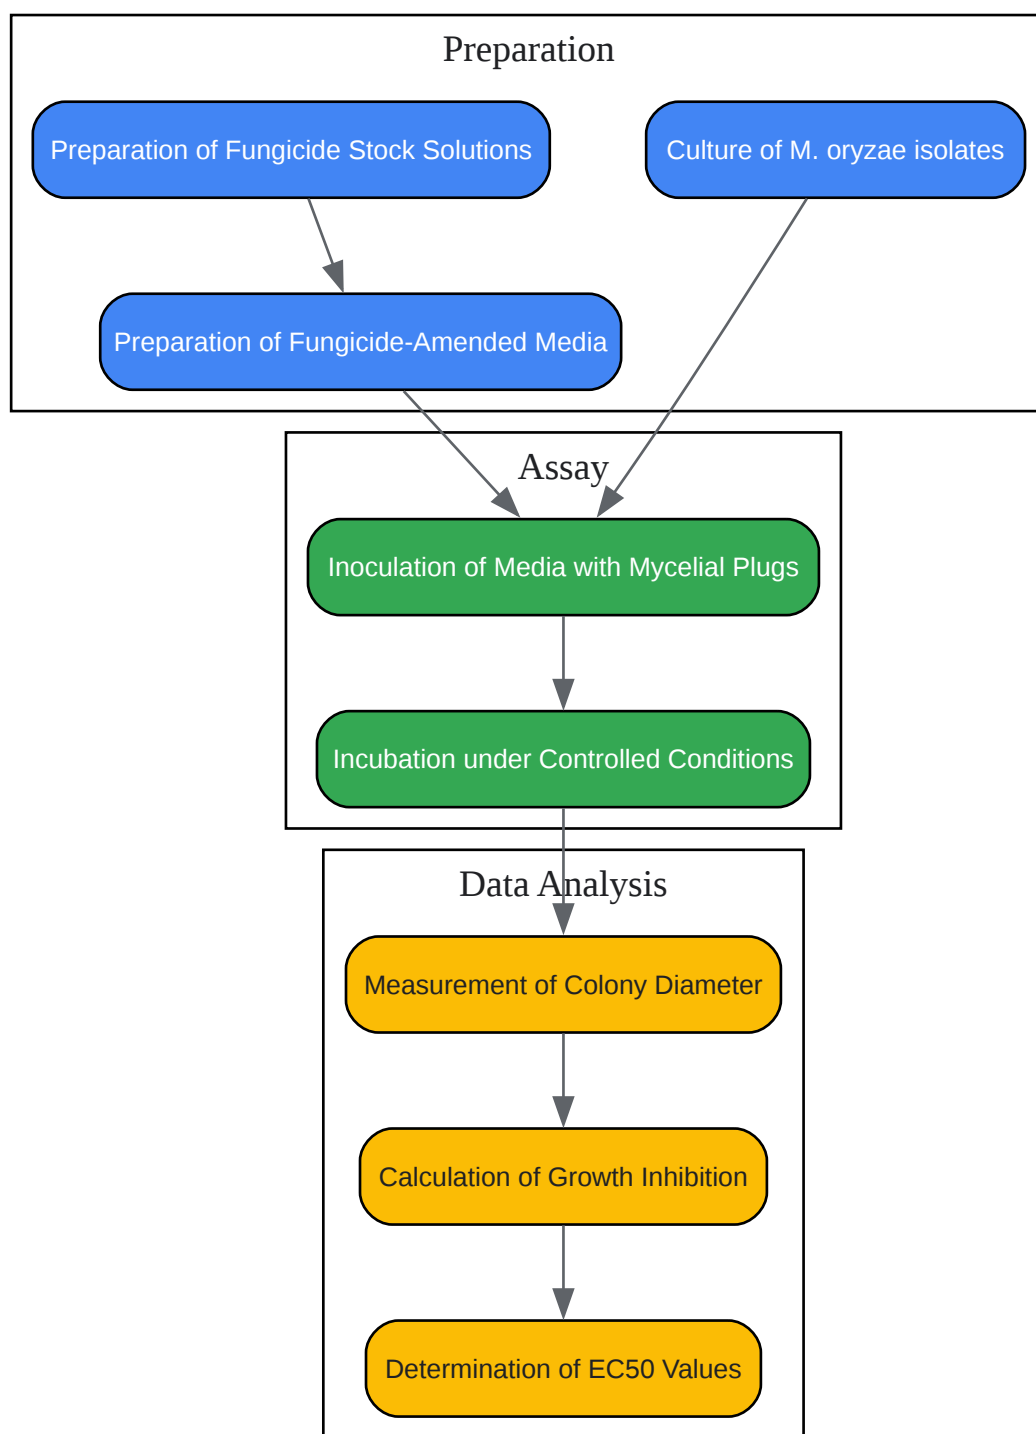 Preparation
Preparation of Fungicide Stock Solutions
Culture of M. oryzae isolates
Preparation of Fungicide-Amended Media
Assay
Inoculation of Media with Mycelial Plugs
Incubation under Controlled Conditions
Data Analysis
Measurement of Colony Diameter
Calculation of Growth Inhibition
Determination of EC50 Values